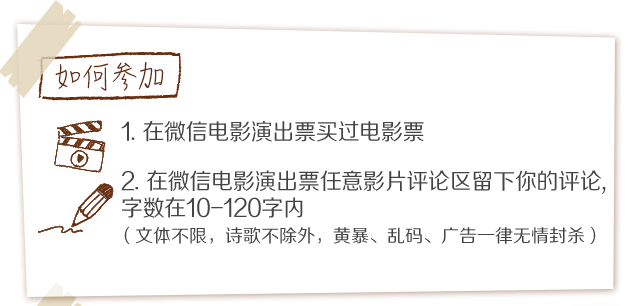 如何参加
1. 在微信电影演出票买过电影票
2. 在微信电影演出票任意影片评论区留下你的评论,
字数在10-120字内
（文体不限，诗歌不除外，黄暴、乱码、广告一律无情封杀）